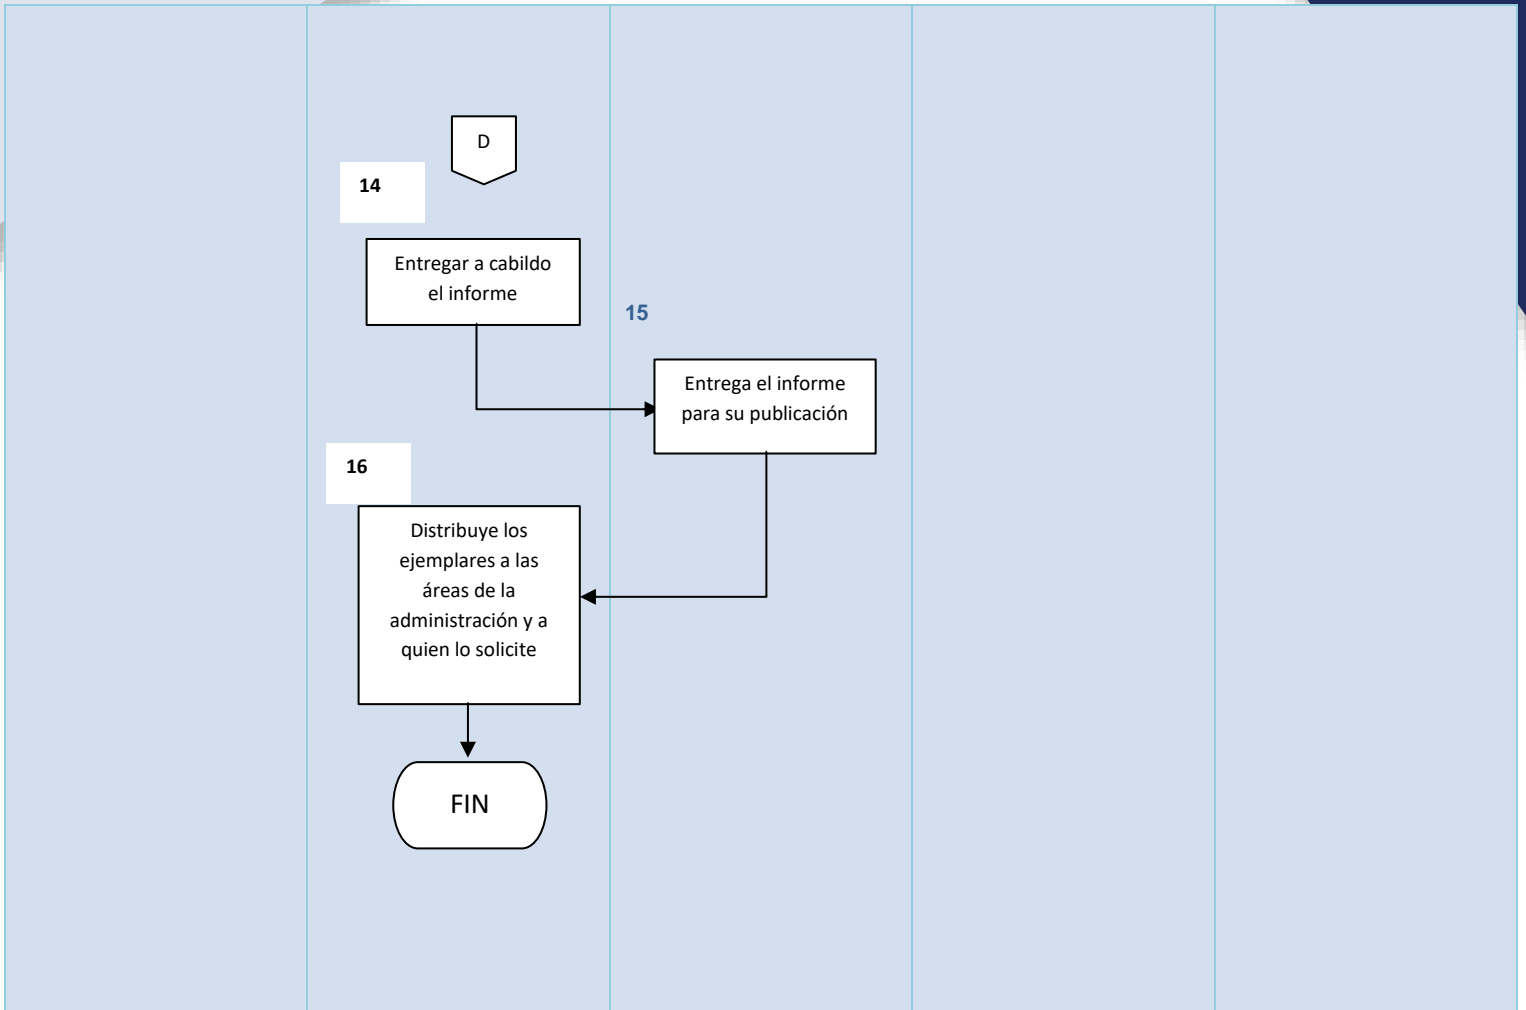 D
14
Entregar a cabildo
el informe
15
Entrega el informe
para su publicación
16
Distribuye los
ejemplares a las
áreas de la
administración y a
quien lo solicite
FIN